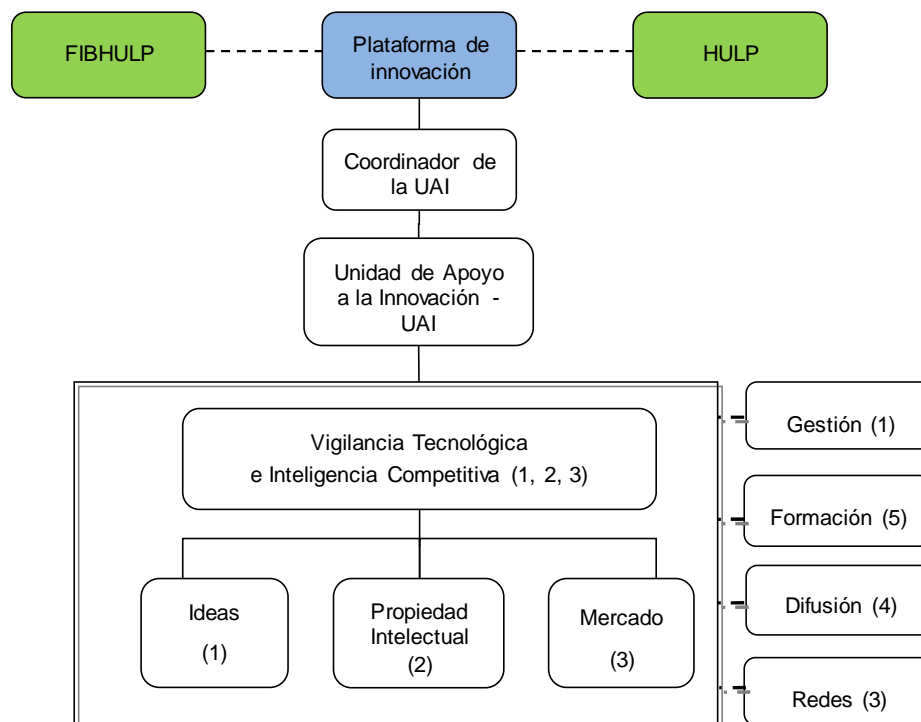 FIBHULP
Plataforma de
innovación
HULP
Coordinador de
la UAI
Unidad de Apoyo
a la Innovación -
UAI
Vigilancia Tecnológica
e Inteligencia Competitiva (1, 2, 3)
Ideas
(1)
Propiedad
Intelectual
(2)
Mercado
(3)
Gestión (1)
Formación (5)
Difusión (4)
Redes (3)